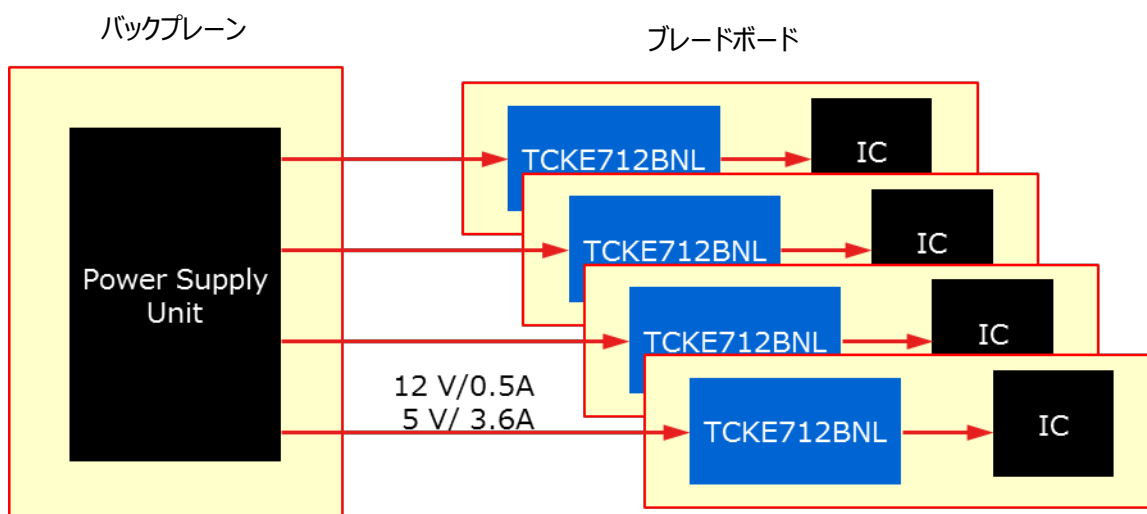 バックプレーン
ブレードボード
Power Supply
Unit
TCKE712BNL
IC
TCKE712BNL
IC
TCKE712BNL
IC
12 V/0.5A
5 V/ 3.6A
TCKE712BNL
IC